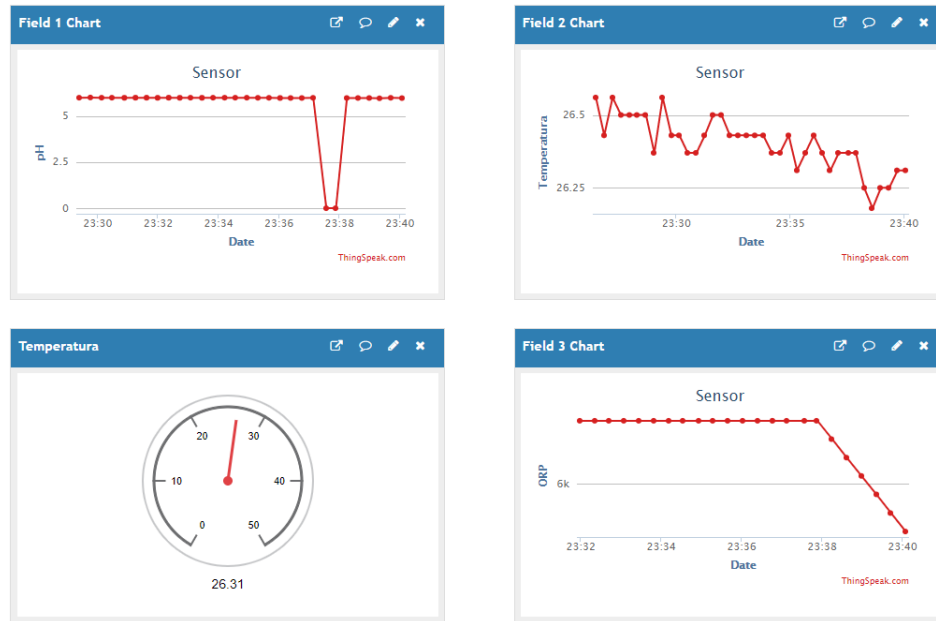 Field 1 Chart
Sensor
pH
5
2.5
0
23:30 23:32 23:34 23:36 23:38 23:40
Date
ThingSpeak.com
Field 2 Chart
Sensor
Temperatura
26.5
26.25
23:30 23:35 23:40
Date
ThingSpeak.com
Temperatura
20 30
10 40
0 50
26.31
Field 3 Chart
Sensor
ORP
6k
23:32 23:34 23:36 23:38 23:40
Date
ThingSpeak.com